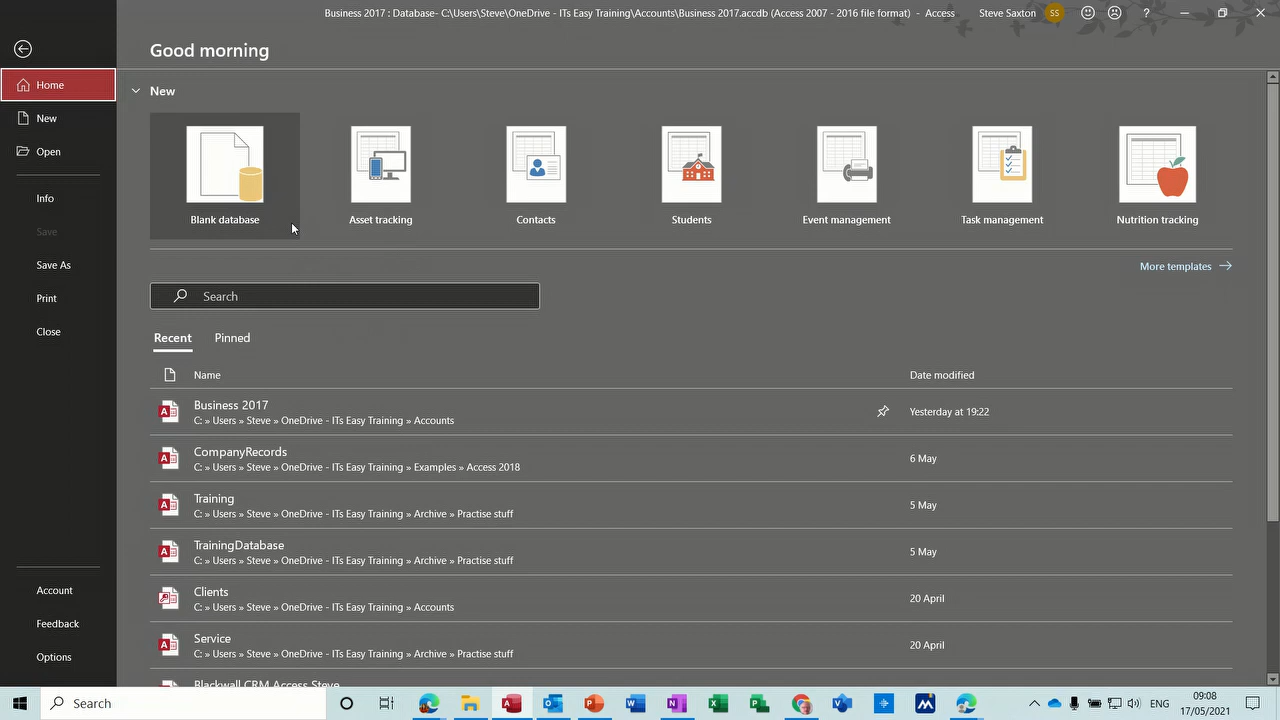 Business 2017 : Database- C:\Users\Steve\OneDrive - ITs Easy Training\Accounts\Business 2017.accdb (Access 2007 - 2016 file format) - Access
Steve Saxton
SS
?
Good morning
Home
New
Open
Info
Save
Save As
Print
Close
Account
Feedback
Options
New
Blank database
Asset tracking
Contacts
Students
Event management
Task management
Nutrition tracking
More templates
Search
Recent Pinned
Name Date modified
Business 2017
C: » Users » Steve » OneDrive - ITs Easy Training » Accounts
Yesterday at 19:22
CompanyRecords
C: » Users » Steve » OneDrive - ITs Easy Training » Examples » Access 2018
6 May
Training
C: » Users » Steve » OneDrive - ITs Easy Training » Archive » Practise stuff
5 May
TrainingDatabase
C: » Users » Steve » OneDrive - ITs Easy Training » Archive » Practise stuff
5 May
Clients
C: » Users » Steve » OneDrive - ITs Easy Training » Accounts
20 April
Service
C: » Users » Steve » OneDrive - ITs Easy Training » Archive » Practise stuff
20 April
Blackwall CRM Access Steve
Search
ENG
09:08
17/05/2021